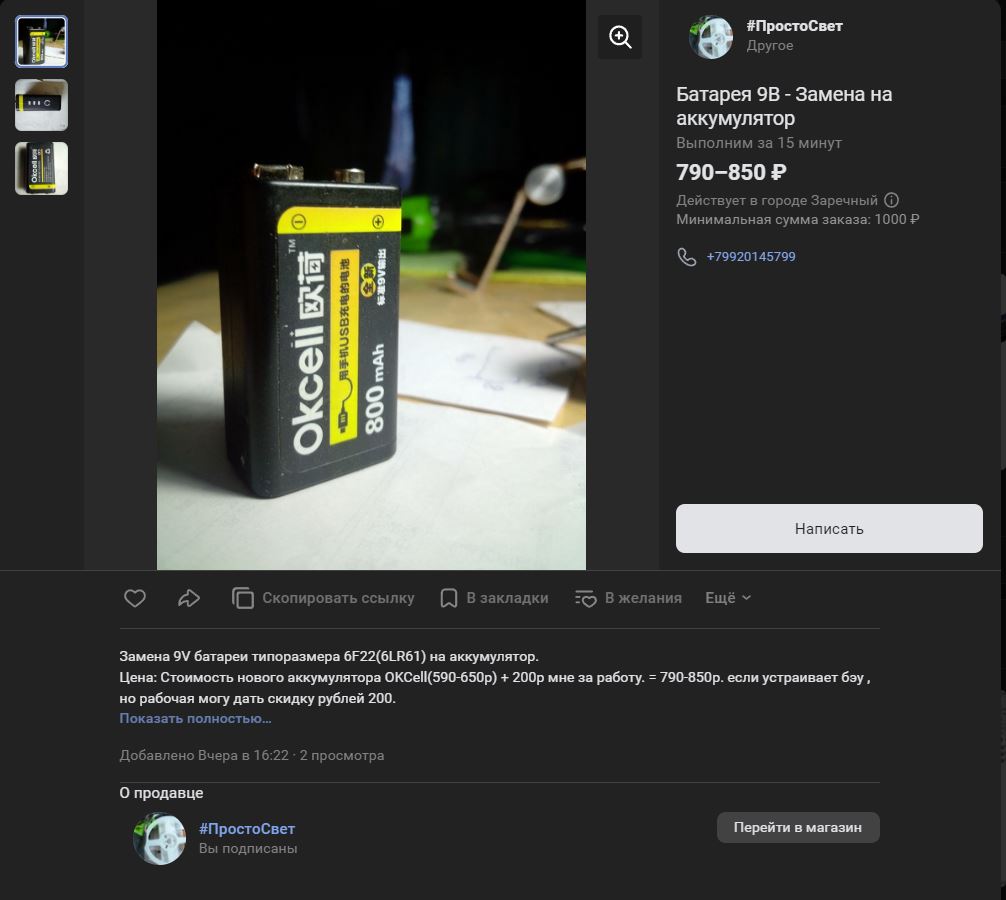 #ПростоСвет
Другое
Батарея 9В - Замена на
аккумулятор
Выполним за 15 минут
790–850 ₽
Действует в городе Заречный
Минимальная сумма заказа: 1000 ₽
+79920145799
Написать
Okcell 欧荷 TM
用手机USB充电的电池
全新
标准9V输出
800 mAh
Скопировать ссылку
В закладки
В желания
Ещё
Замена 9V батареи типоразмера 6F22(6LR61) на аккумулятор.
Цена: Стоимость нового аккумулятора OKCell(590-650р) + 200р мне за работу. = 790-850р. если устраивает бэу ,
но рабочая могу дать скидку рублей 200.
Показать полностью...
Добавлено Вчера в 16:22 · 2 просмотра
О продавце
#ПростоСвет
Вы подписаны
Перейти в магазин